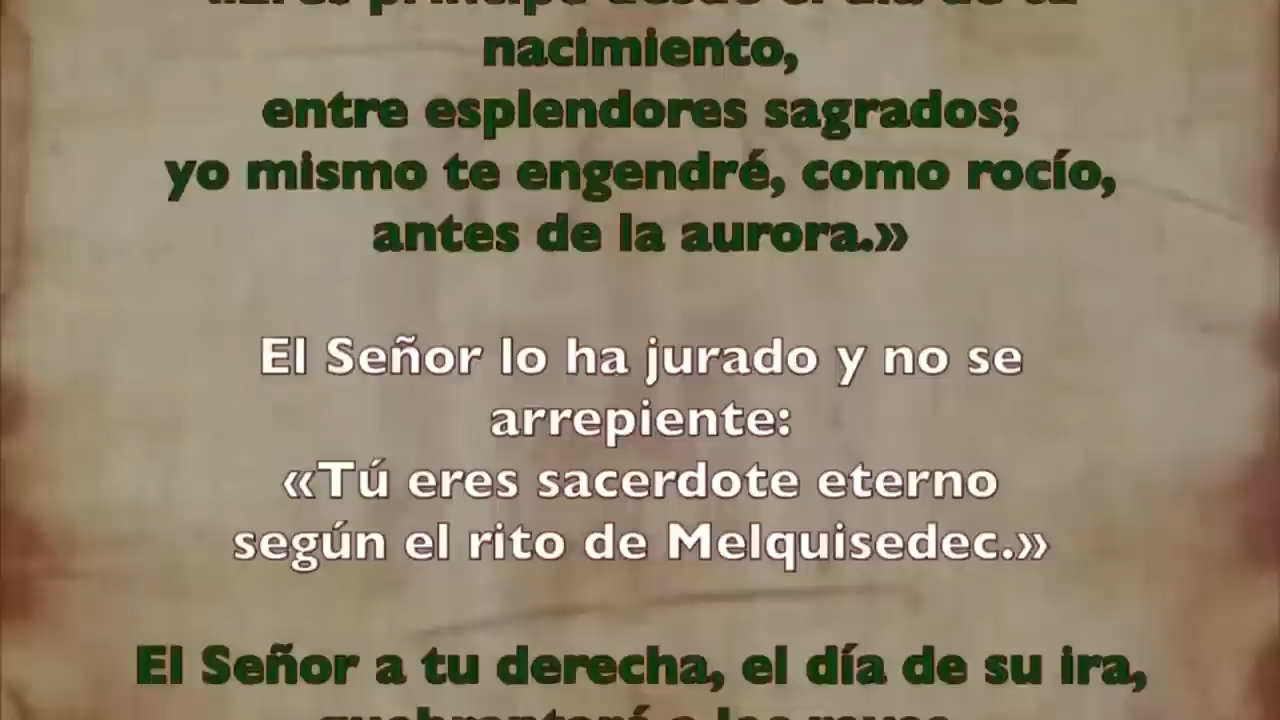 nacimiento,
entre esplendores sagrados;
yo mismo te engendré, como rocío,
antes de la aurora.»
El Señor lo ha jurado y no se
arrepiente:
«Tú eres sacerdote eterno
según el rito de Melquisedec.»
El Señor a tu derecha, el día de su ira,